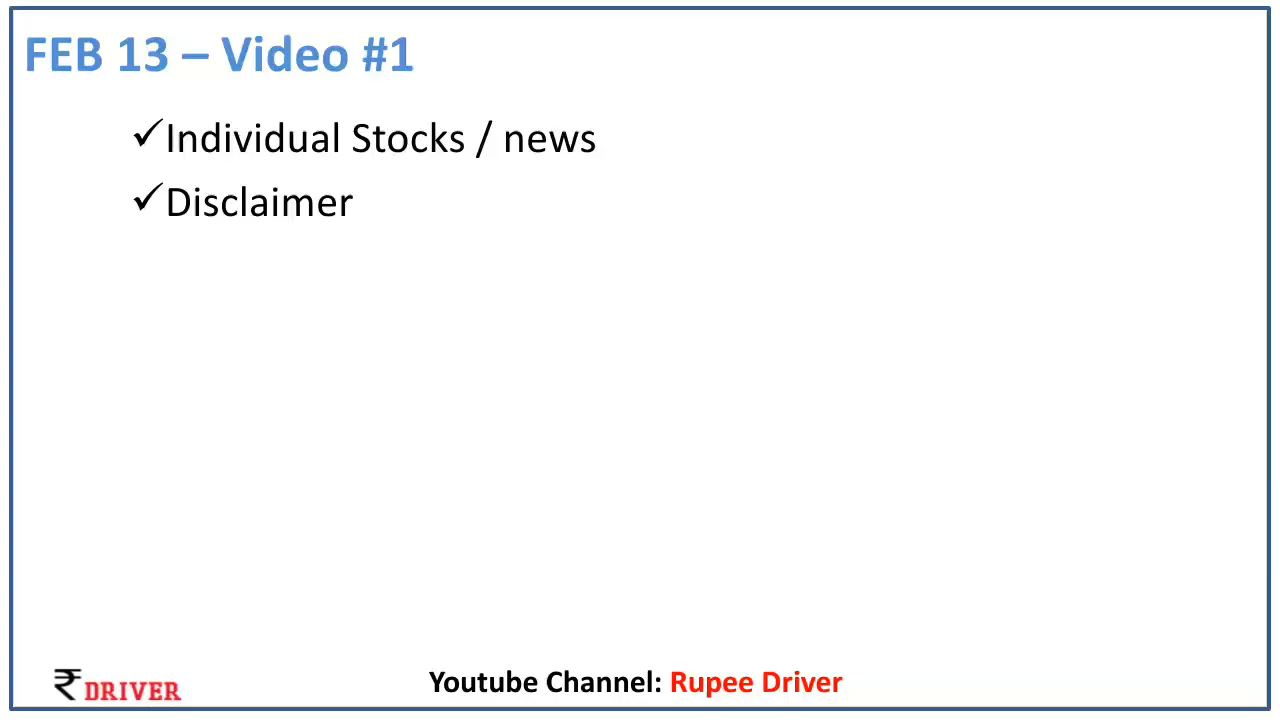 FEB 13 – Video #1
✓Individual Stocks / news
✓Disclaimer
₹ DRIVER
Youtube Channel: Rupee Driver